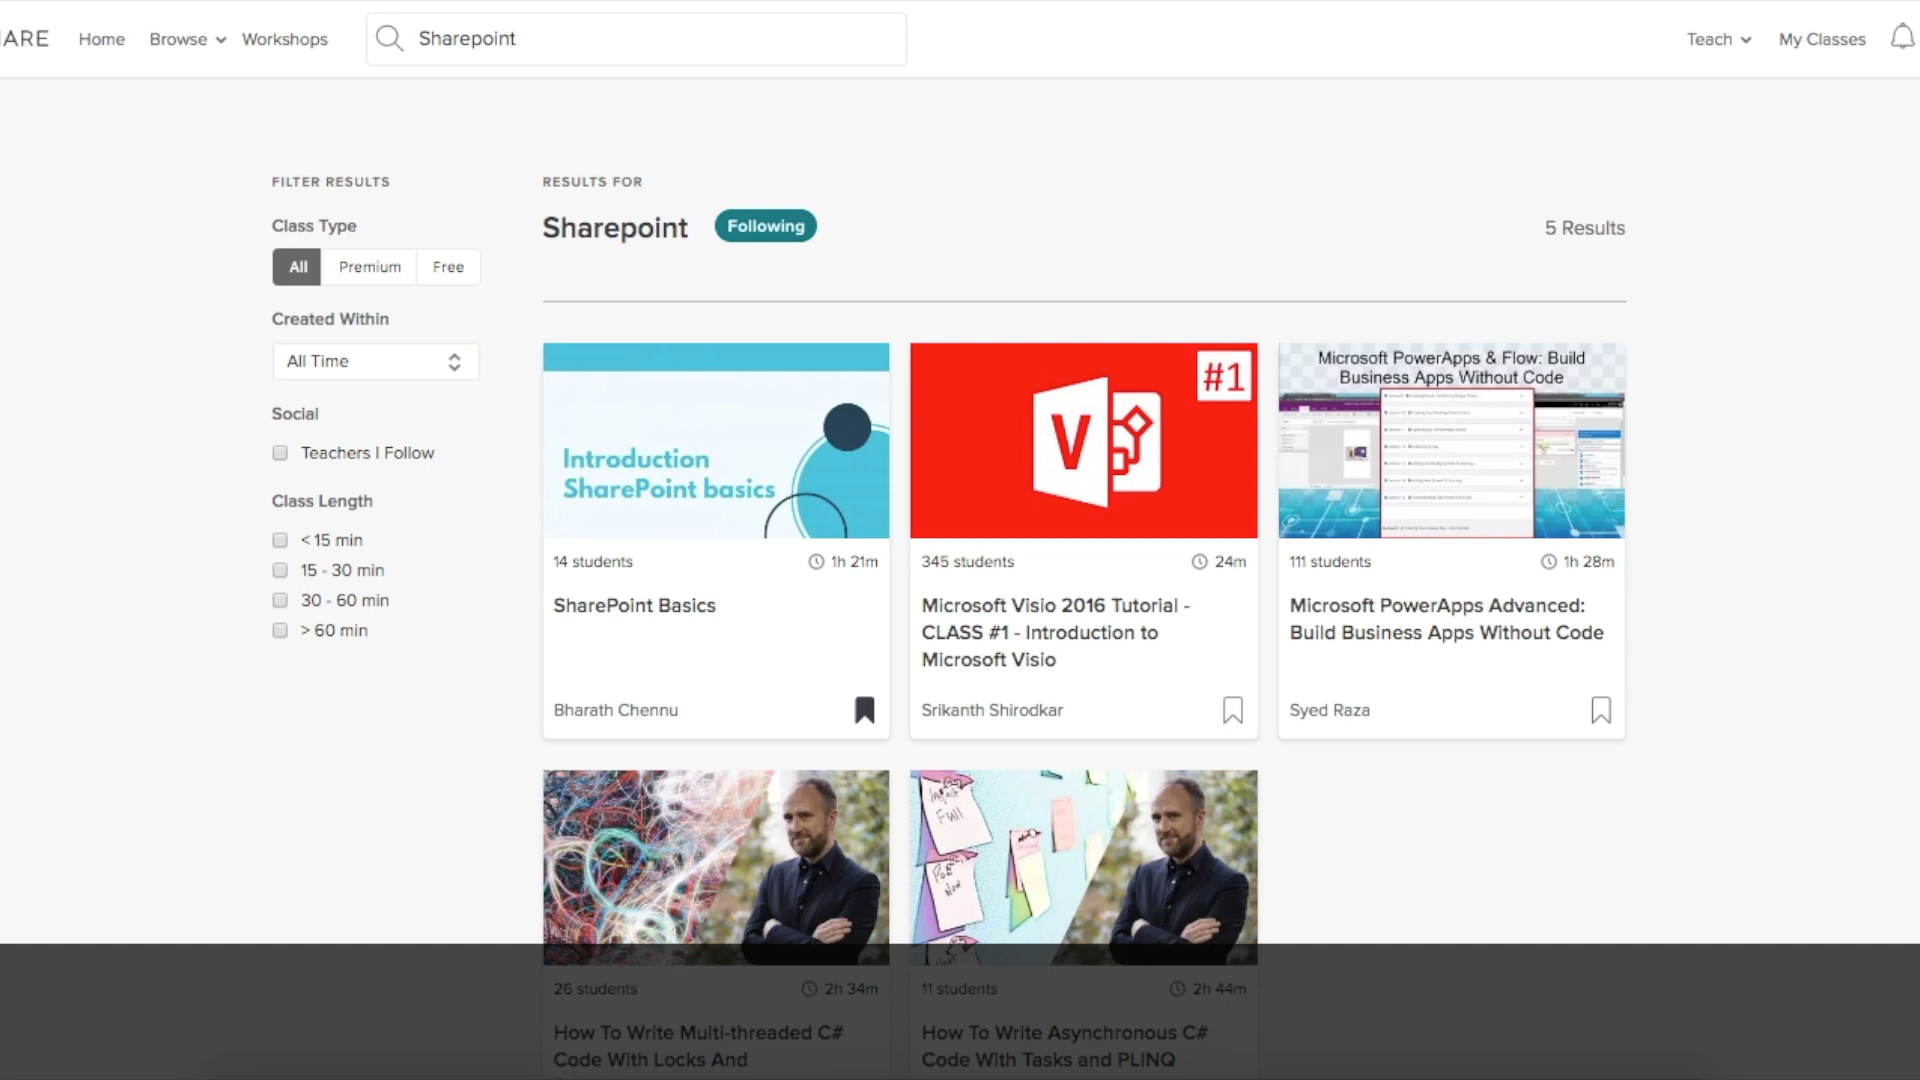 ARE
Home
Browse
Workshops
Sharepoint
Teach
My Classes
FILTER RESULTS
Class Type
All
Premium
Free
Created Within
All Time
Social
Teachers I Follow
Class Length
< 15 min
15 - 30 min
30 - 60 min
> 60 min
RESULTS FOR
Sharepoint
Following
5 Results
Introduction
SharePoint basics
14 students
1h 21m
SharePoint Basics
Bharath Chennu
#1
V
345 students
24m
Microsoft Visio 2016 Tutorial -
CLASS #1 - Introduction to
Microsoft Visio
Srikanth Shirodkar
Microsoft PowerApps & Flow: Build
Business Apps Without Code
111 students
1h 28m
Microsoft PowerApps Advanced:
Build Business Apps Without Code
Syed Raza
26 students
2h 34m
How To Write Multi-threaded C#
Code With Locks And
Full
11 students
2h 44m
How To Write Asynchronous C#
Code With Tasks and PLINQ